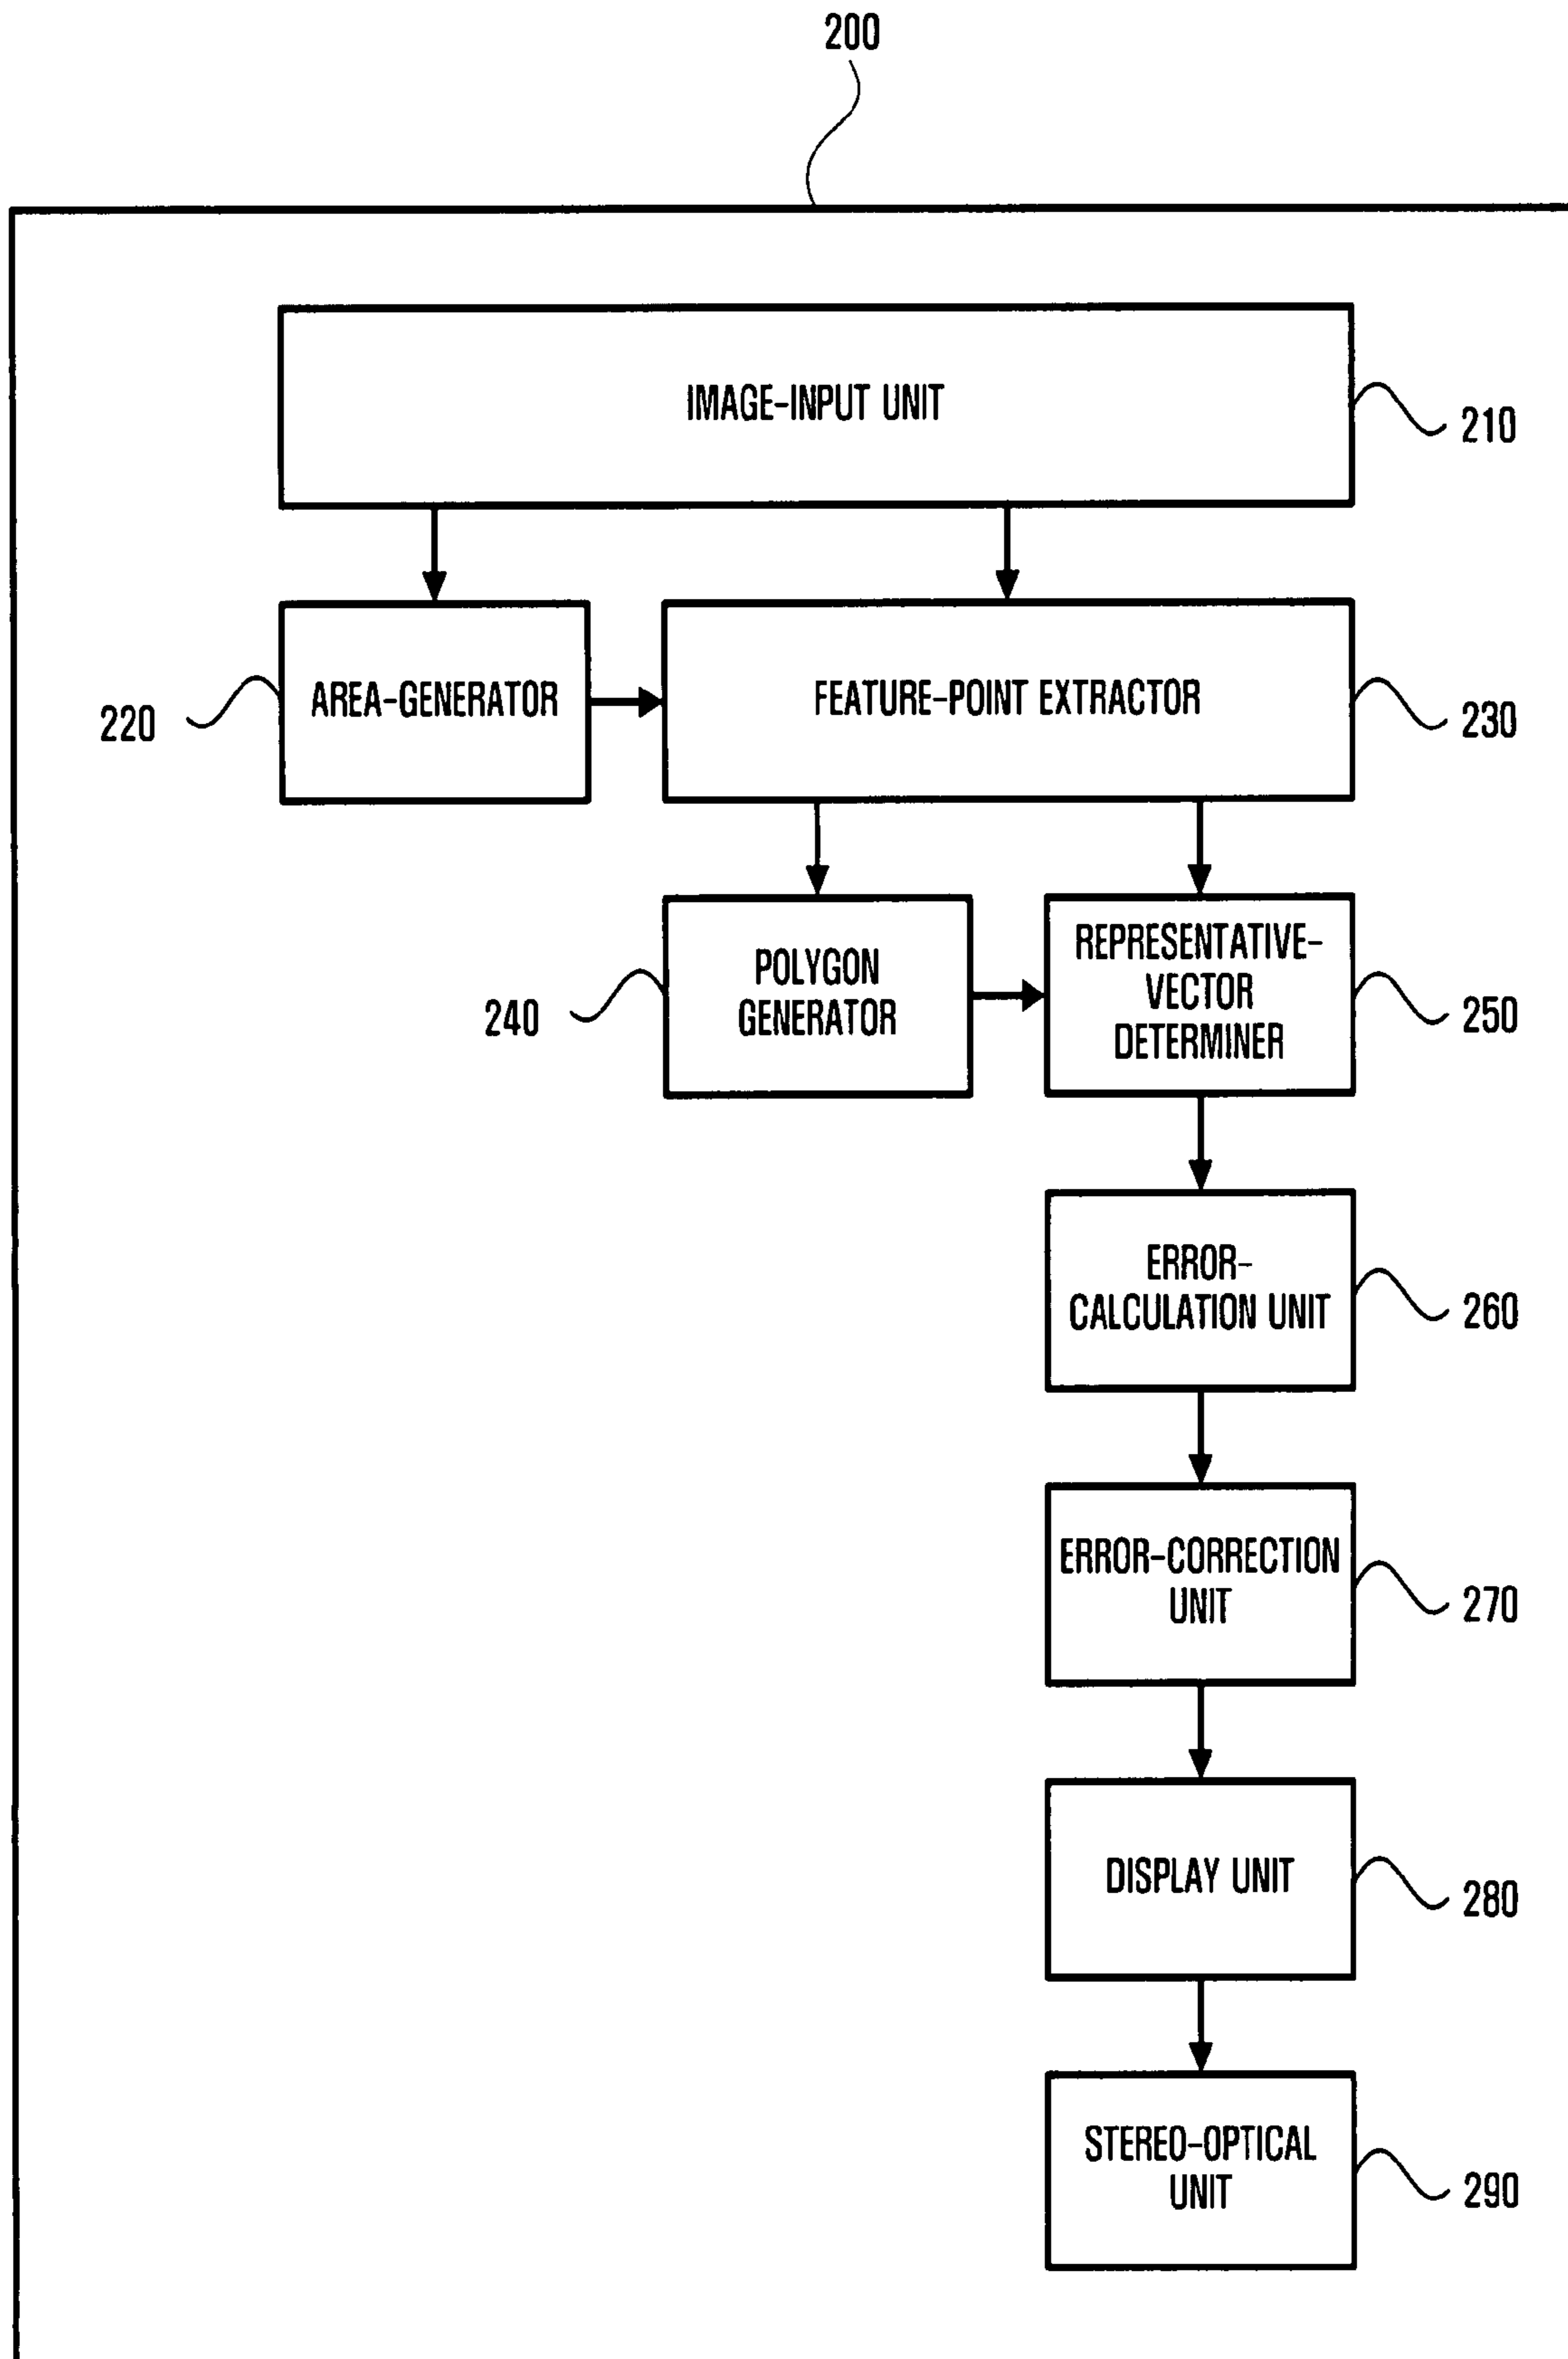 200
IMAGE-INPUT UNIT
210
220
AREA-GENERATOR
FEATURE-POINT EXTRACTOR
230
240
POLYGON
GENERATOR
REPRESENTATIVE-
VECTOR
DETERMINER
250
ERROR-
CALCULATION UNIT
260
ERROR-CORRECTION
UNIT
270
DISPLAY UNIT
280
STEREO-OPTICAL
UNIT
290